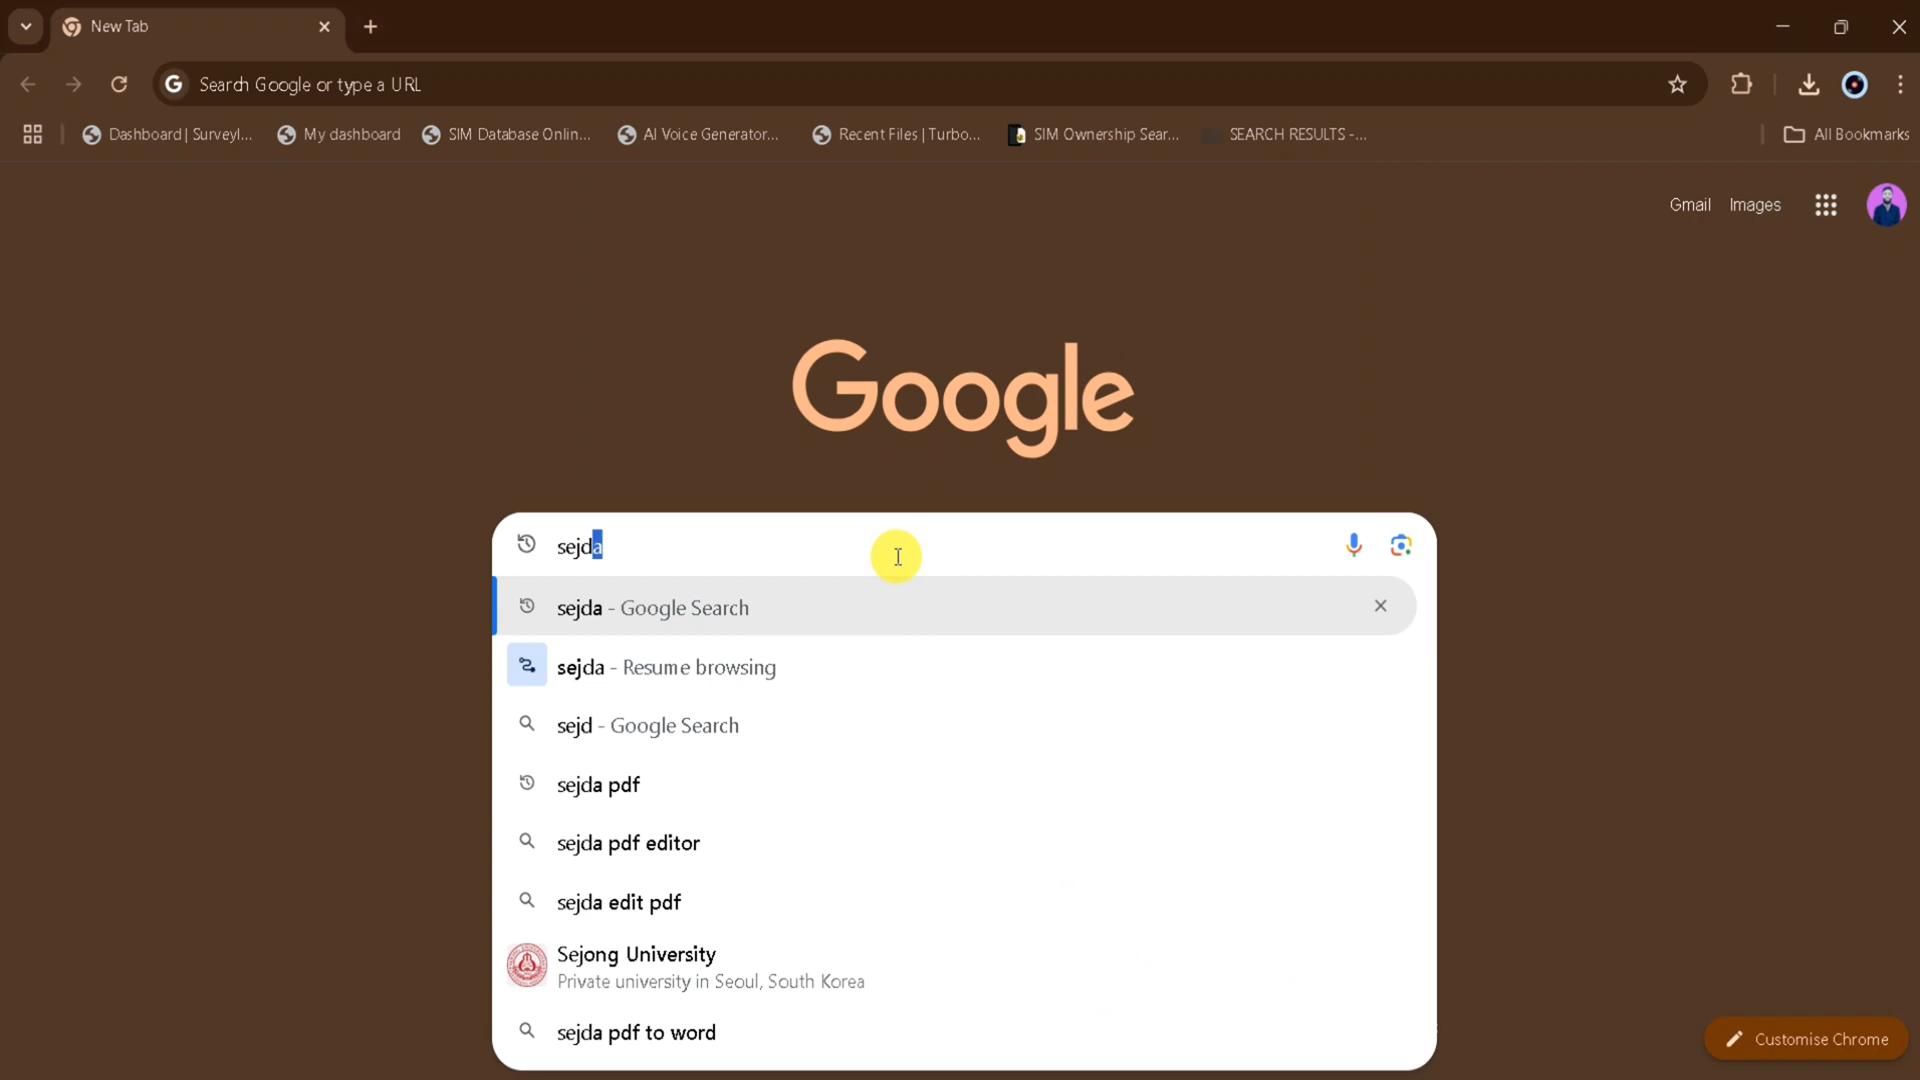 New Tab
Search Google or type a URL
Dashboard | Surveyl... My dashboard SIM Database Onlin... AI Voice Generator... Recent Files | Turbo... SIM Ownership Sear... SEARCH RESULTS -... All Bookmarks
Gmail Images
Google
sejda
sejda - Google Search
sejda - Resume browsing
sejd - Google Search
sejda pdf
sejda pdf editor
sejda edit pdf
Sejong University
Private university in Seoul, South Korea
sejda pdf to word
Customise Chrome